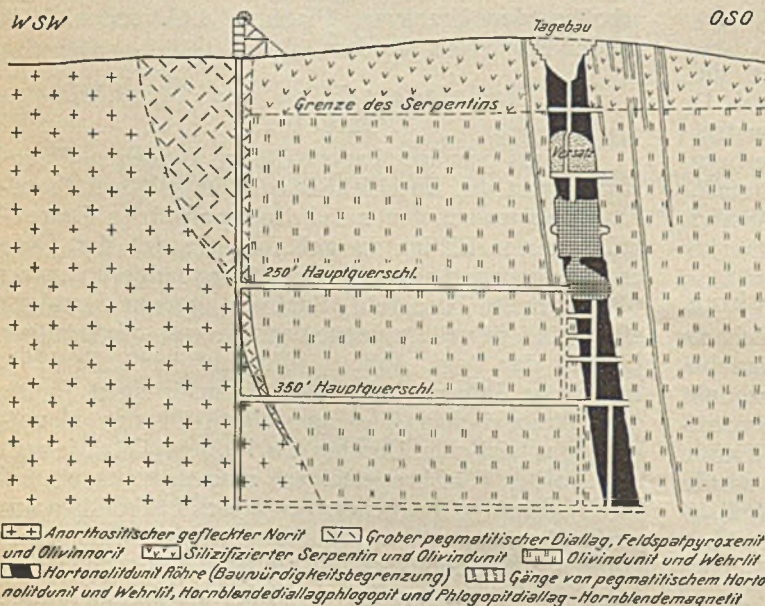 WSW
OSO
Tagebau
Grenze des Serpentins
Versatz
250' Hauptquerschl.
350' Hauptquerschl.
Anorthositischer gefleckter Norit Grober pegmatitischer Diallag, Feldspatpyroxenit
und Olivinnorit Silizifizierter Serpentin und Olivindunit Olivindunit und Wehrlit
Hortonolitdunit Röhre (Bauwürdigkeitsbegrenzung) Gänge von pegmatitischem Horto-
nolitdunit und Wehrlit, Hornblendediallagphlogopit und Phlogopitdiallag-Hornblendemagnetit